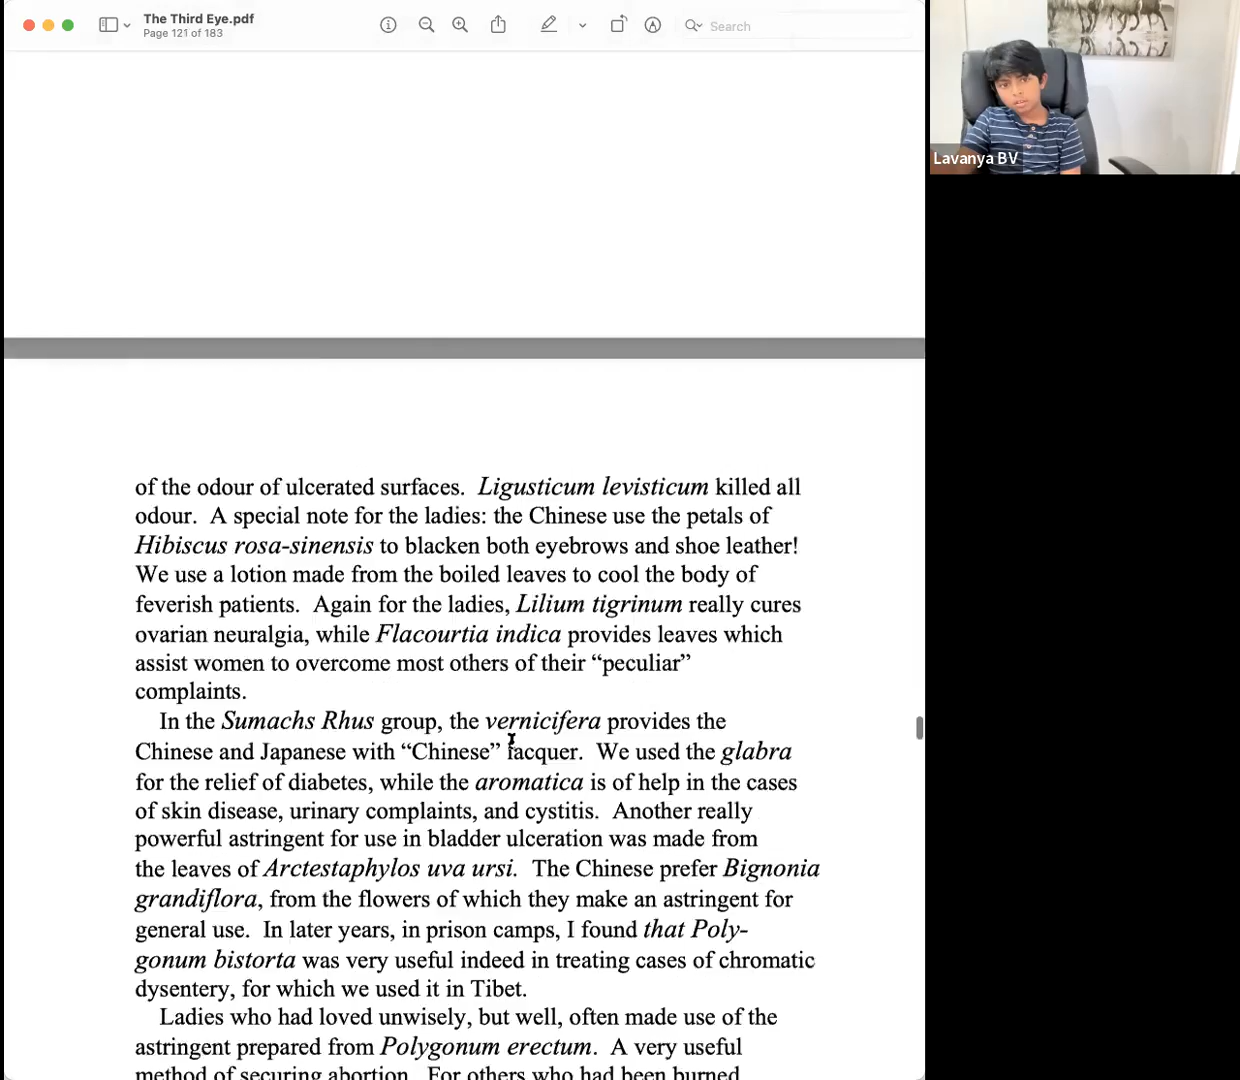 The Third Eye.pdf
Page 121 of 183
Search
Lavanya BV
of the odour of ulcerated surfaces. Ligusticum levisticum killed all
odour. A special note for the ladies: the Chinese use the petals of
Hibiscus rosa-sinensis to blacken both eyebrows and shoe leather!
We use a lotion made from the boiled leaves to cool the body of
feverish patients. Again for the ladies, Lilium tigrinum really cures
ovarian neuralgia, while Flacourtia indica provides leaves which
assist women to overcome most others of their “peculiar”
complaints.
In the Sumachs Rhus group, the vernicifera provides the
Chinese and Japanese with “Chinese” lacquer. We used the glabra
for the relief of diabetes, while the aromatica is of help in the cases
of skin disease, urinary complaints, and cystitis. Another really
powerful astringent for use in bladder ulceration was made from
the leaves of Arctestaphylos uva ursi. The Chinese prefer Bignonia
grandiflora, from the flowers of which they make an astringent for
general use. In later years, in prison camps, I found that Poly-
gonum bistorta was very useful indeed in treating cases of chromatic
dysentery, for which we used it in Tibet.
Ladies who had loved unwisely, but well, often made use of the
astringent prepared from Polygonum erectum. A very useful
method of securing abortion. For others who had been burned